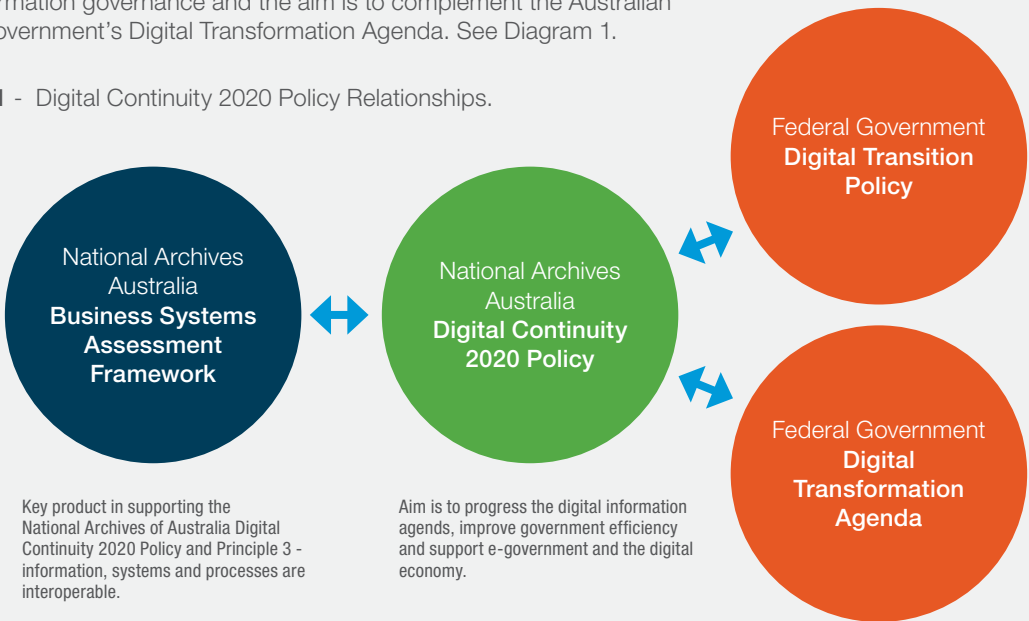 rmation governance and the aim is to complement the Australian
overnment's Digital Transformation Agenda. See Diagram 1.
- Digital Continuity 2020 Policy Relationships.
National Archives
Australia
Business Systems
Assessment
Framework
Key product in supporting the
National Archives of Australia Digital
Continuity 2020 Policy and Principle 3 -
information, systems and processes are
interoperable.
National Archives
Australia
Digital Continuity
2020 Policy
Aim is to progress the digital information
agendas, improve government efficiency
and support e-government and the digital
economy.
Federal Government
Digital Transition
Policy
Federal Government
Digital
Transformation
Agenda